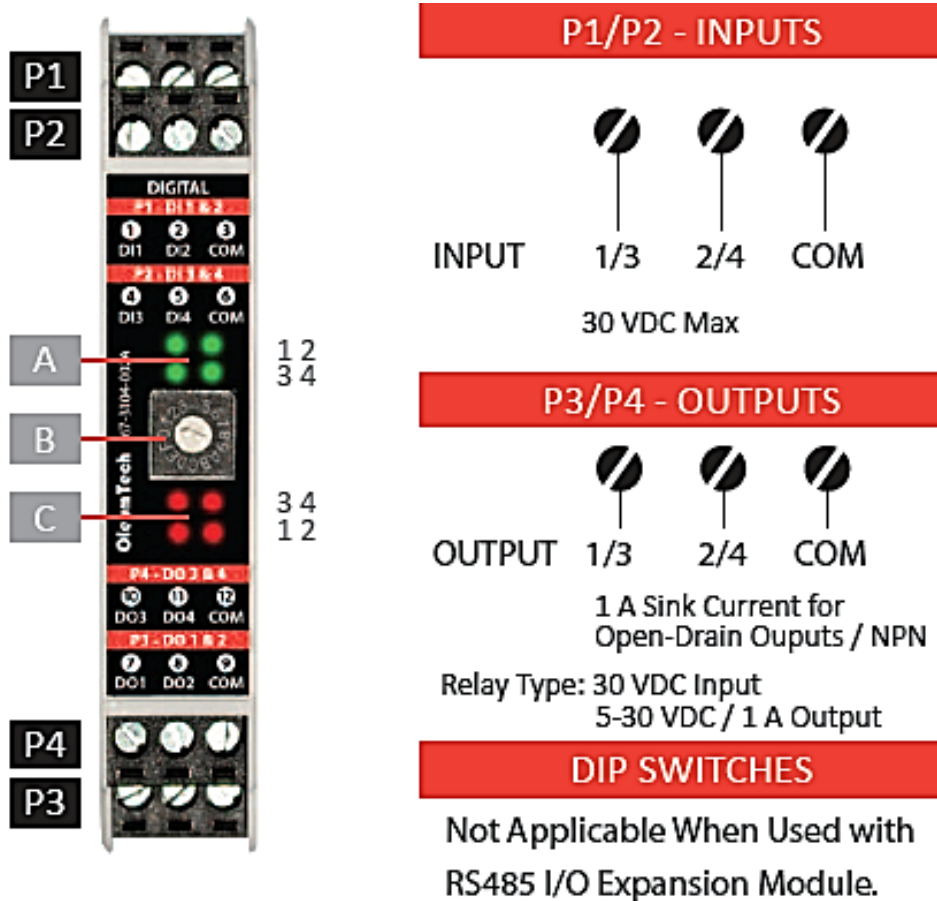 P1
P2
DIGITAL
P1 - DI 1 & 2
1 2 3
DI1 DI2 COM
P2 - DI 3 & 4
4 5 6
DI3 DI4 COM
A
1 2
3 4
B
C
3 4
1 2
OleumTech
P4 - DO 3 & 4
10 11 12
DO3 DO4 COM
7 8 9
DO1 DO2 COM
P4
P3
P1/P2 - INPUTS
INPUT 1/3 2/4 COM
30 VDC Max
P3/P4 - OUTPUTS
OUTPUT 1/3 2/4 COM
1 A Sink Current for
Open-Drain Ouputs / NPN
Relay Type: 30 VDC Input
5-30 VDC / 1 A Output
DIP SWITCHES
Not Applicable When Used with
RS485 I/O Expansion Module.